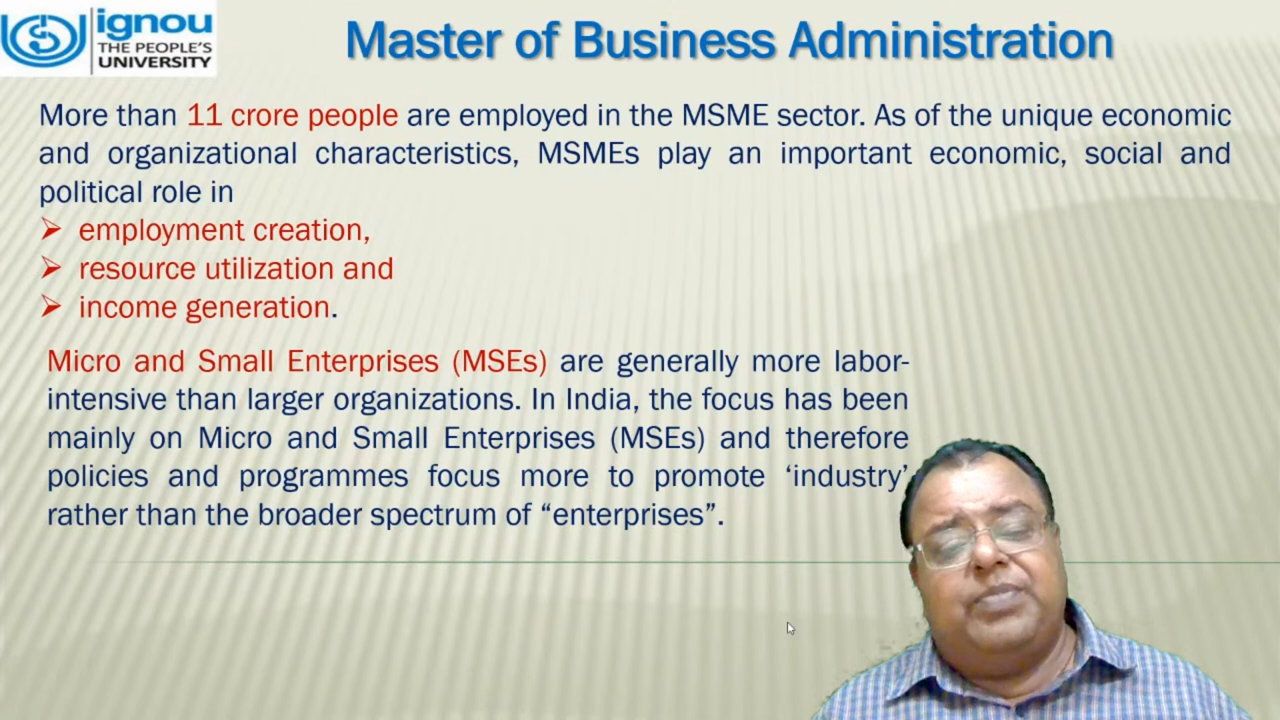 ignou
THE PEOPLE'S
UNIVERSITY
Master of Business Administration
More than 11 crore people are employed in the MSME sector. As of the unique economic
and organizational characteristics, MSMEs play an important economic, social and
political role in
employment creation,
resource utilization and
income generation.
Micro and Small Enterprises (MSEs) are generally more labor-
intensive than larger organizations. In India, the focus has been
mainly on Micro and Small Enterprises (MSEs) and therefore
policies and programmes focus more to promote ‘industry’
rather than the broader spectrum of “enterprises”.